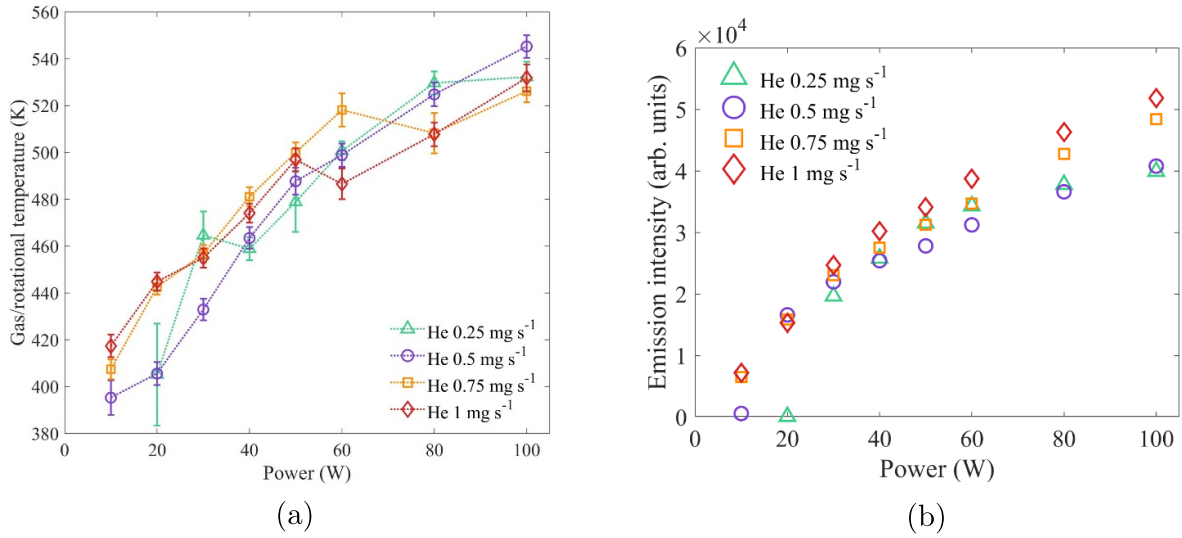 560
540
520
500
480
460
440
420
400
380
0
20
40
60
80
100
Gas/rotational temperature (K)
Power (W)
He 0.25 mg s⁻¹
He 0.5 mg s⁻¹
He 0.75 mg s⁻¹
He 1 mg s⁻¹
(a)
×10⁴
6
5
4
3
2
1
0
0
20
40
60
80
100
Emission intensity (arb. units)
Power (W)
He 0.25 mg s⁻¹
He 0.5 mg s⁻¹
He 0.75 mg s⁻¹
He 1 mg s⁻¹
(b)